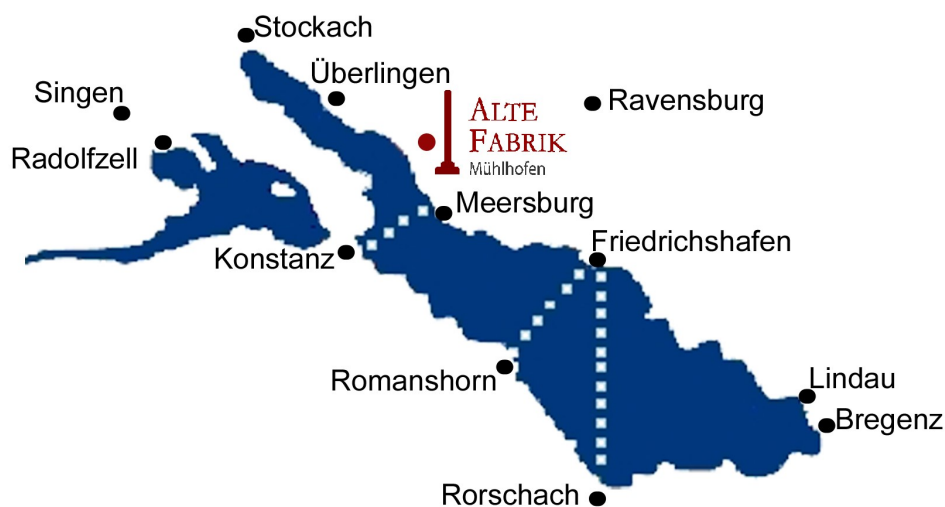 Stockach
Überlingen
Singen
Ravensburg
ALTE
FABRIK
Mühlhofen
Radolfzell
Meersburg
Friedrichshafen
Konstanz
Romanshorn
Lindau
Bregenz
Rorschach